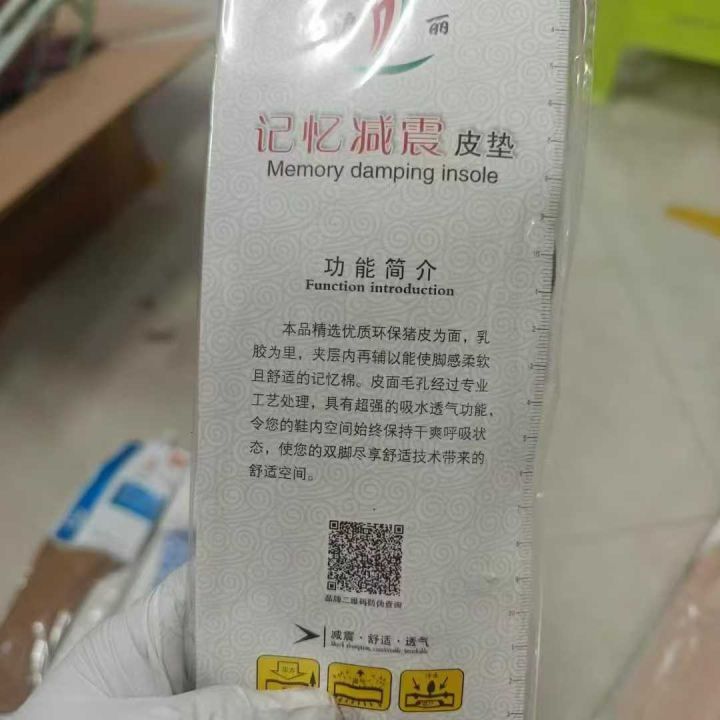 丽
记忆减震皮垫
Memory damping insole
功能简介
Function introduction
本品精选优质环保猪皮为面，乳
胶为里，夹层内再辅以能使脚感柔软
且舒适的记忆棉。皮面毛孔经过专业
工艺处理，具有超强的吸水透气功能，
令您的鞋内空间始终保持干爽呼吸状
态，使您的双脚尽享舒适技术带来的
舒适空间。
品牌二维码防伪查询
减震·舒适·透气